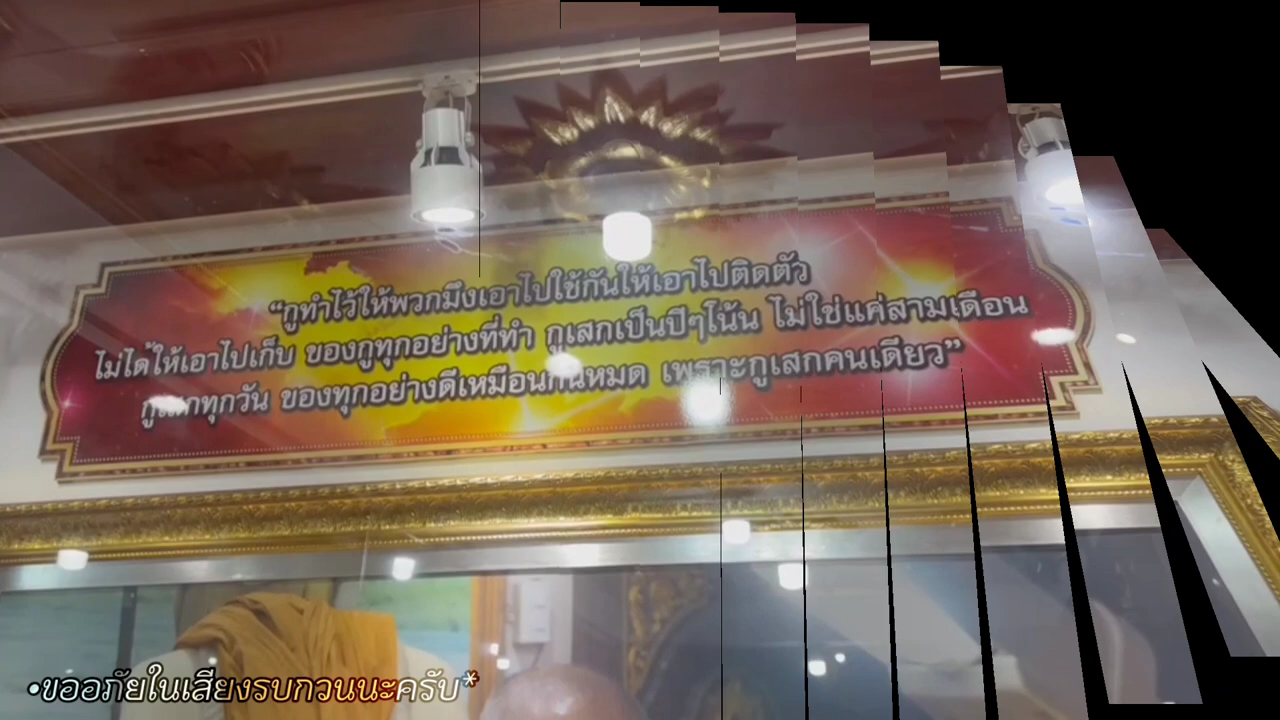 “กูทำไว้ให้พวกมึงเอาไปใช้กันให้เอาไปติดตัว
ไม่ได้ให้เอาไปเก็บ ของกูทุกอย่างที่ทำ กูเสกเป็นปีๆโน้น ไม่ใช่แค่สามเดือน
กูเสกทุกวัน ของทุกอย่างดีเหมือนกันหมด เพราะกูเสกคนเดียว”
•ขออภัยในเสียงรบกวนนะครับ*